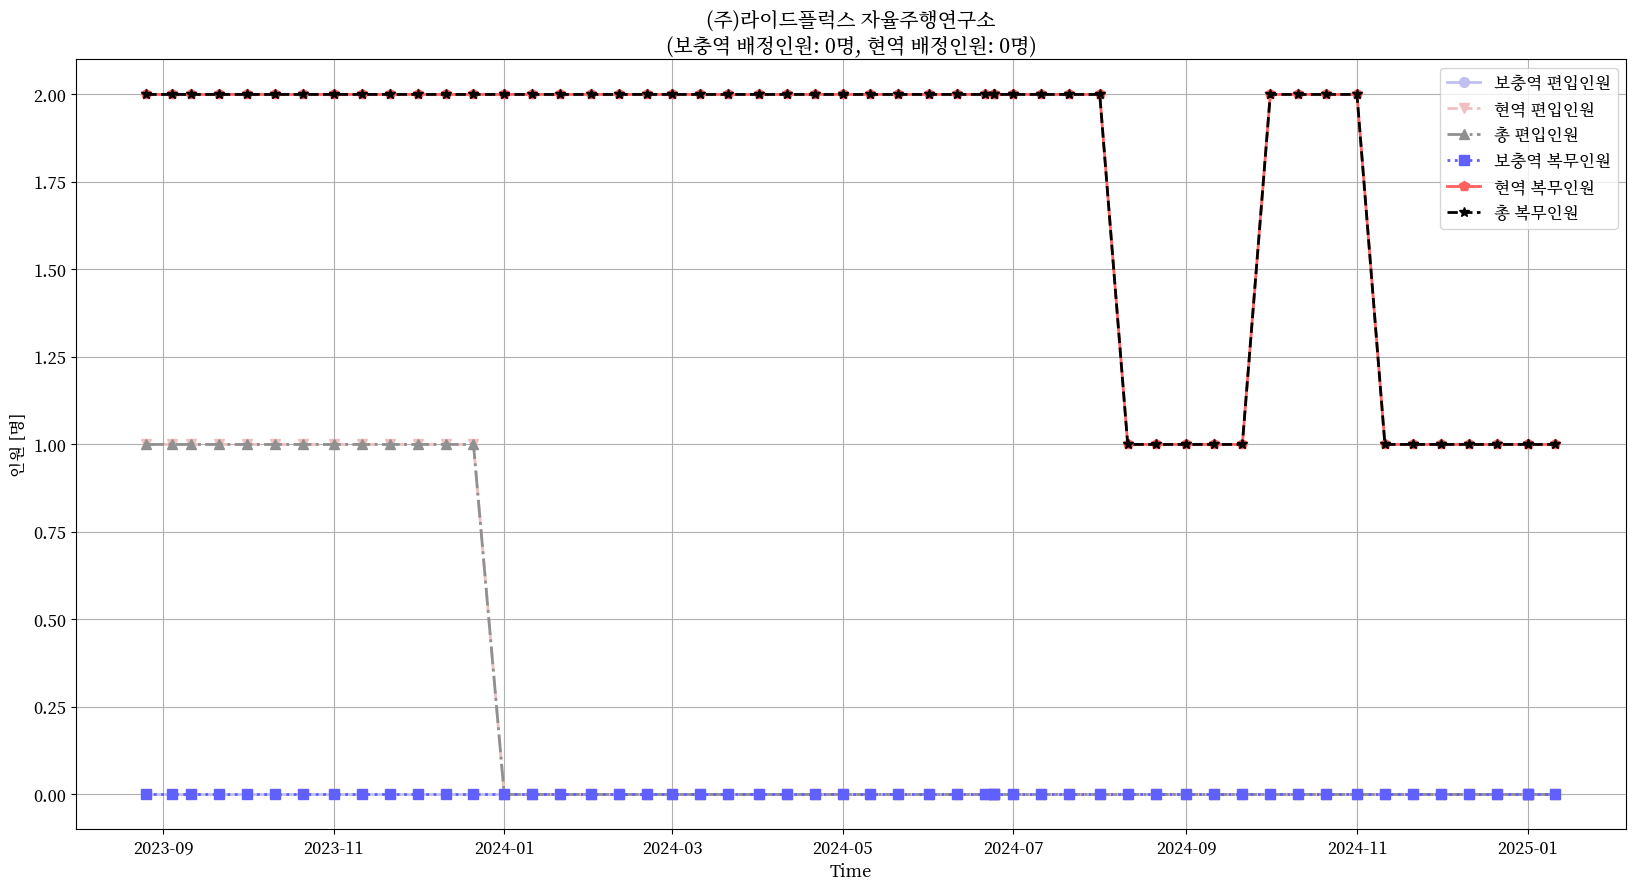 (주)라이드플럭스 자율주행연구소
(보충역 배정인원: 0명, 현역 배정인원: 0명)
보충역 편입인원
현역 편입인원
총 편입인원
보충역 복무인원
현역 복무인원
총 복무인원
인원 [명]
2.00
1.75
1.50
1.25
1.00
0.75
0.50
0.25
0.00
2023-09 2023-11 2024-01 2024-03 2024-05 2024-07 2024-09 2024-11 2025-01
Time